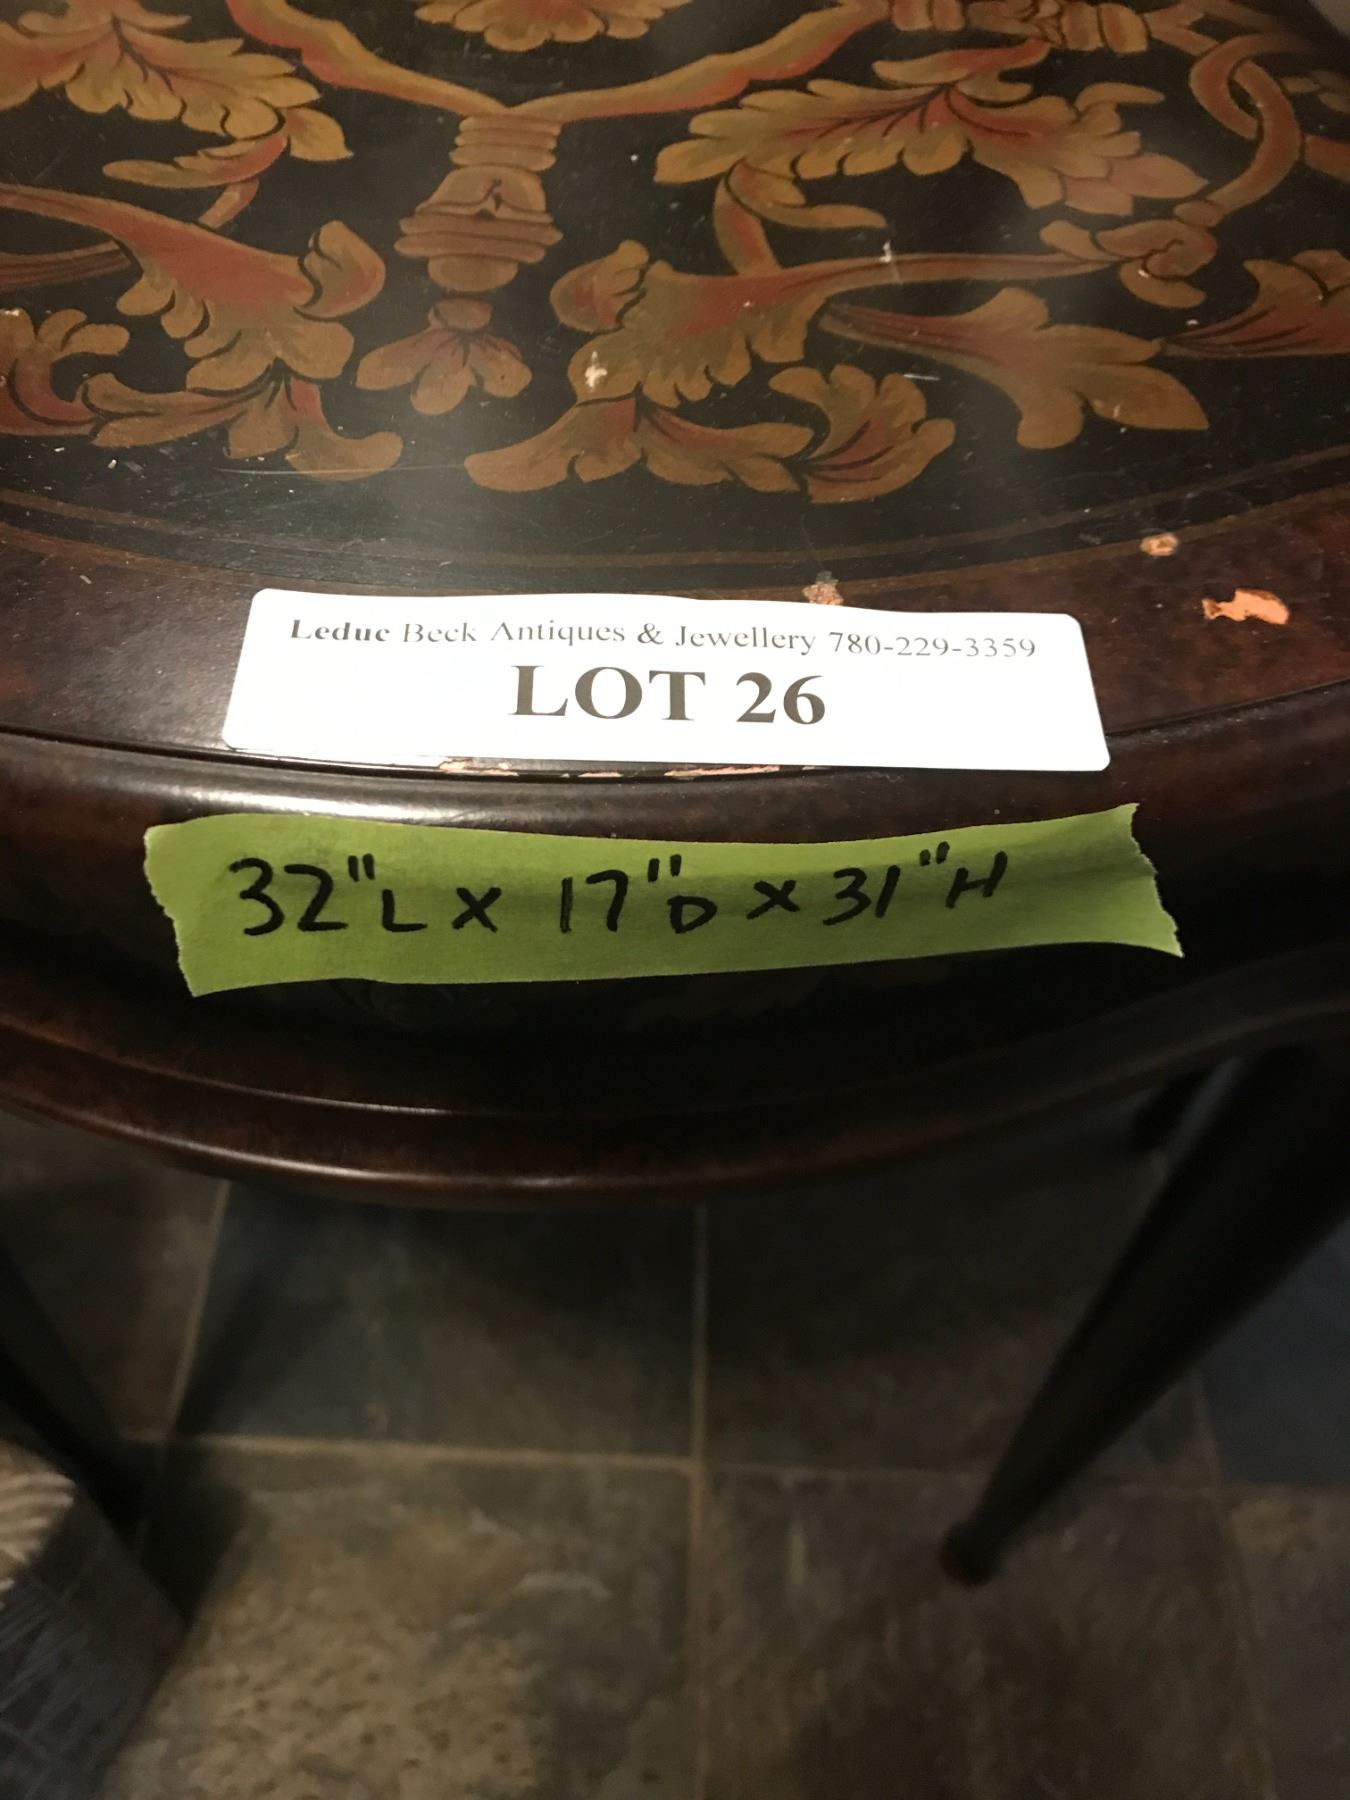 Leduc Beck Antiques & Jewellery 780-229-3359
LOT 26
32"L x 17"D x 31"H